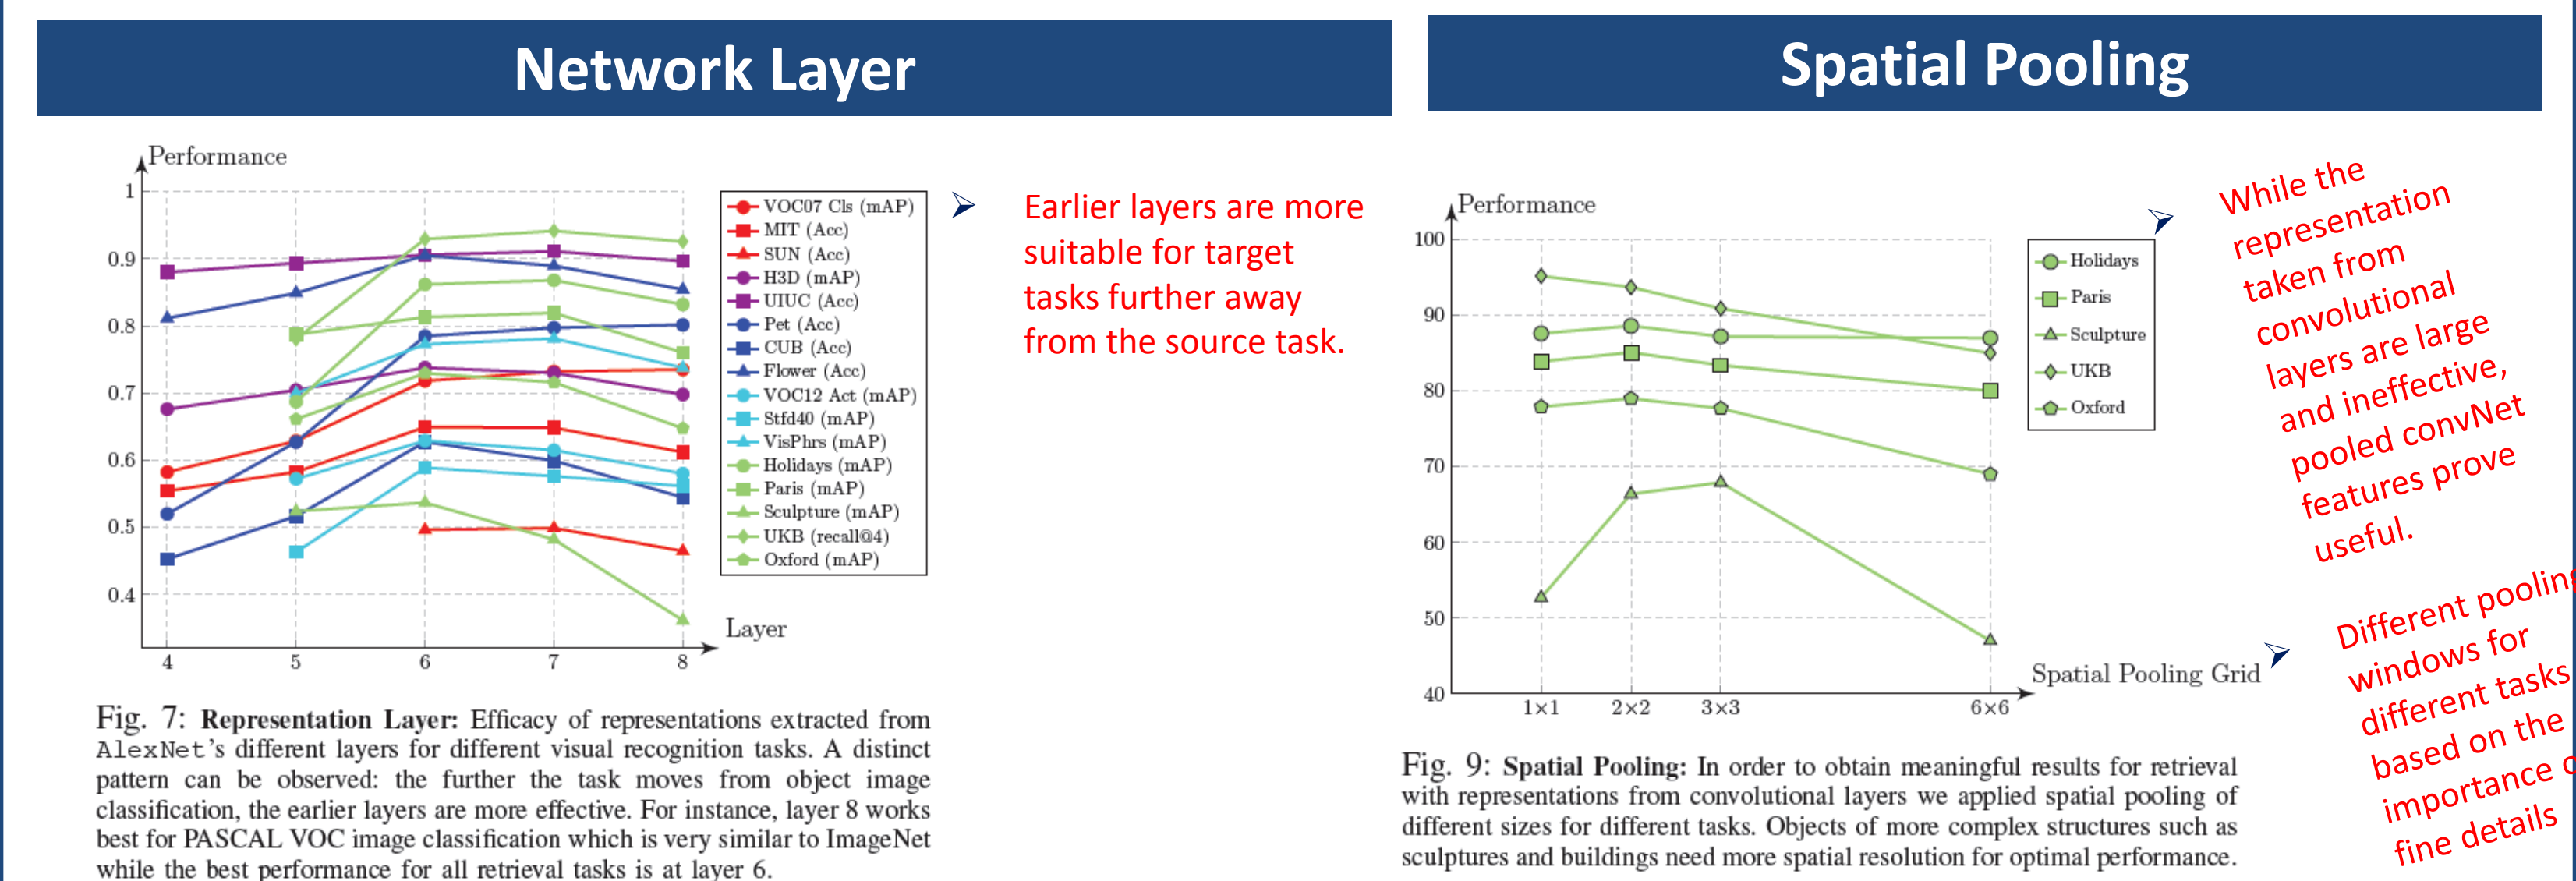 Network Layer
Performance
1
0.9
0.8
0.7
0.6
0.5
0.4
4 5 6 7 8
Layer
VOC07 Cls (mAP)
MIT (Acc)
SUN (Acc)
H3D (mAP)
UIUC (Acc)
Pet (Acc)
CUB (Acc)
Flower (Acc)
VOC12 Act (mAP)
Stfd40 (mAP)
VisPhrs (mAP)
Holidays (mAP)
Paris (mAP)
Sculpture (mAP)
UKB (recall@4)
Oxford (mAP)
Earlier layers are more
suitable for target
tasks further away
from the source task.
Fig. 7: Representation Layer: Efficacy of representations extracted from
AlexNet's different layers for different visual recognition tasks. A distinct
pattern can be observed: the further the task moves from object image
classification, the earlier layers are more effective. For instance, layer 8 works
best for PASCAL VOC image classification which is very similar to ImageNet
while the best performance for all retrieval tasks is at layer 6.
Spatial Pooling
Performance
100
90
80
70
60
50
40
1×1 2×2 3×3 6×6
Spatial Pooling Grid
Holidays
Paris
Sculpture
UKB
Oxford
While the
representation
taken from
convolutional
layers are large
and ineffective,
pooled convNet
features prove
useful.
Different pooling
windows for
different tasks
based on the
importance
fine details
Fig. 9: Spatial Pooling: In order to obtain meaningful results for retrieval
with representations from convolutional layers we applied spatial pooling of
different sizes for different tasks. Objects of more complex structures such as
sculptures and buildings need more spatial resolution for optimal performance.